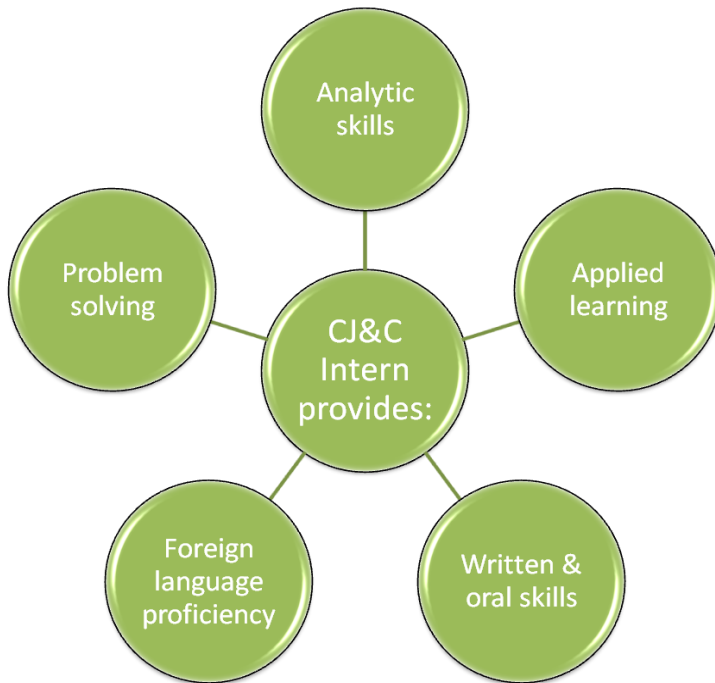 Analytic
skills
Problem
solving
Applied
learning
CJ&C
Intern
provides:
Foreign
language
proficiency
Written &
oral skills